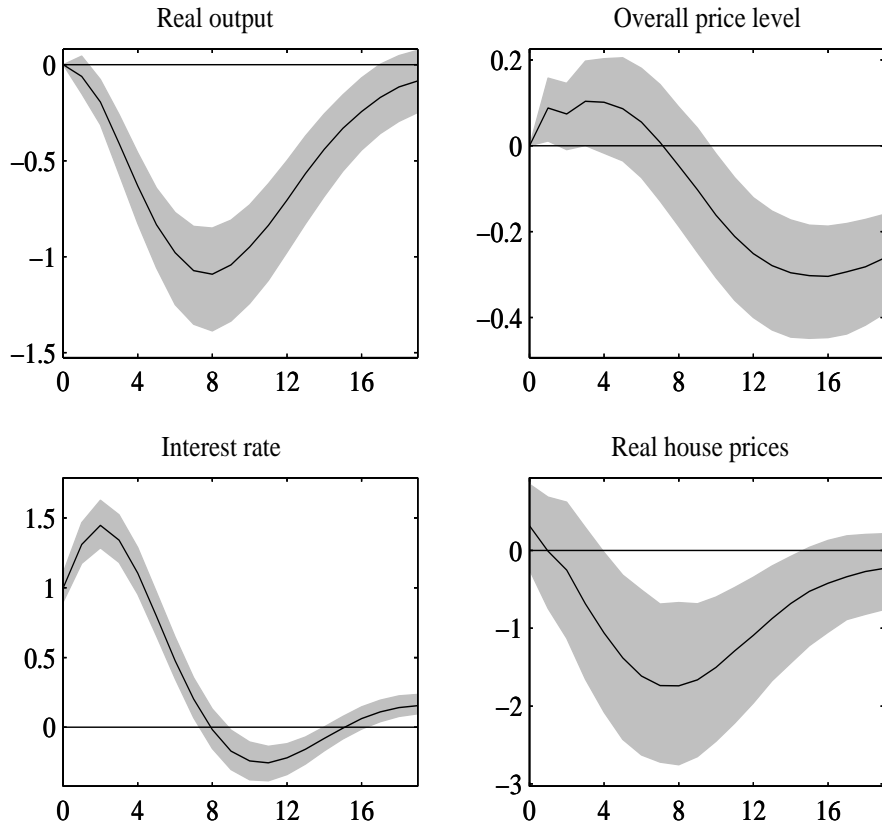 Real output
0
−0.5
−1
−1.5
0 4 8 12 16
Overall price level
0.2
0
−0.2
−0.4
0 4 8 12 16
Interest rate
1.5
1
0.5
0
0 4 8 12 16
Real house prices
0
−1
−2
−3
0 4 8 12 16